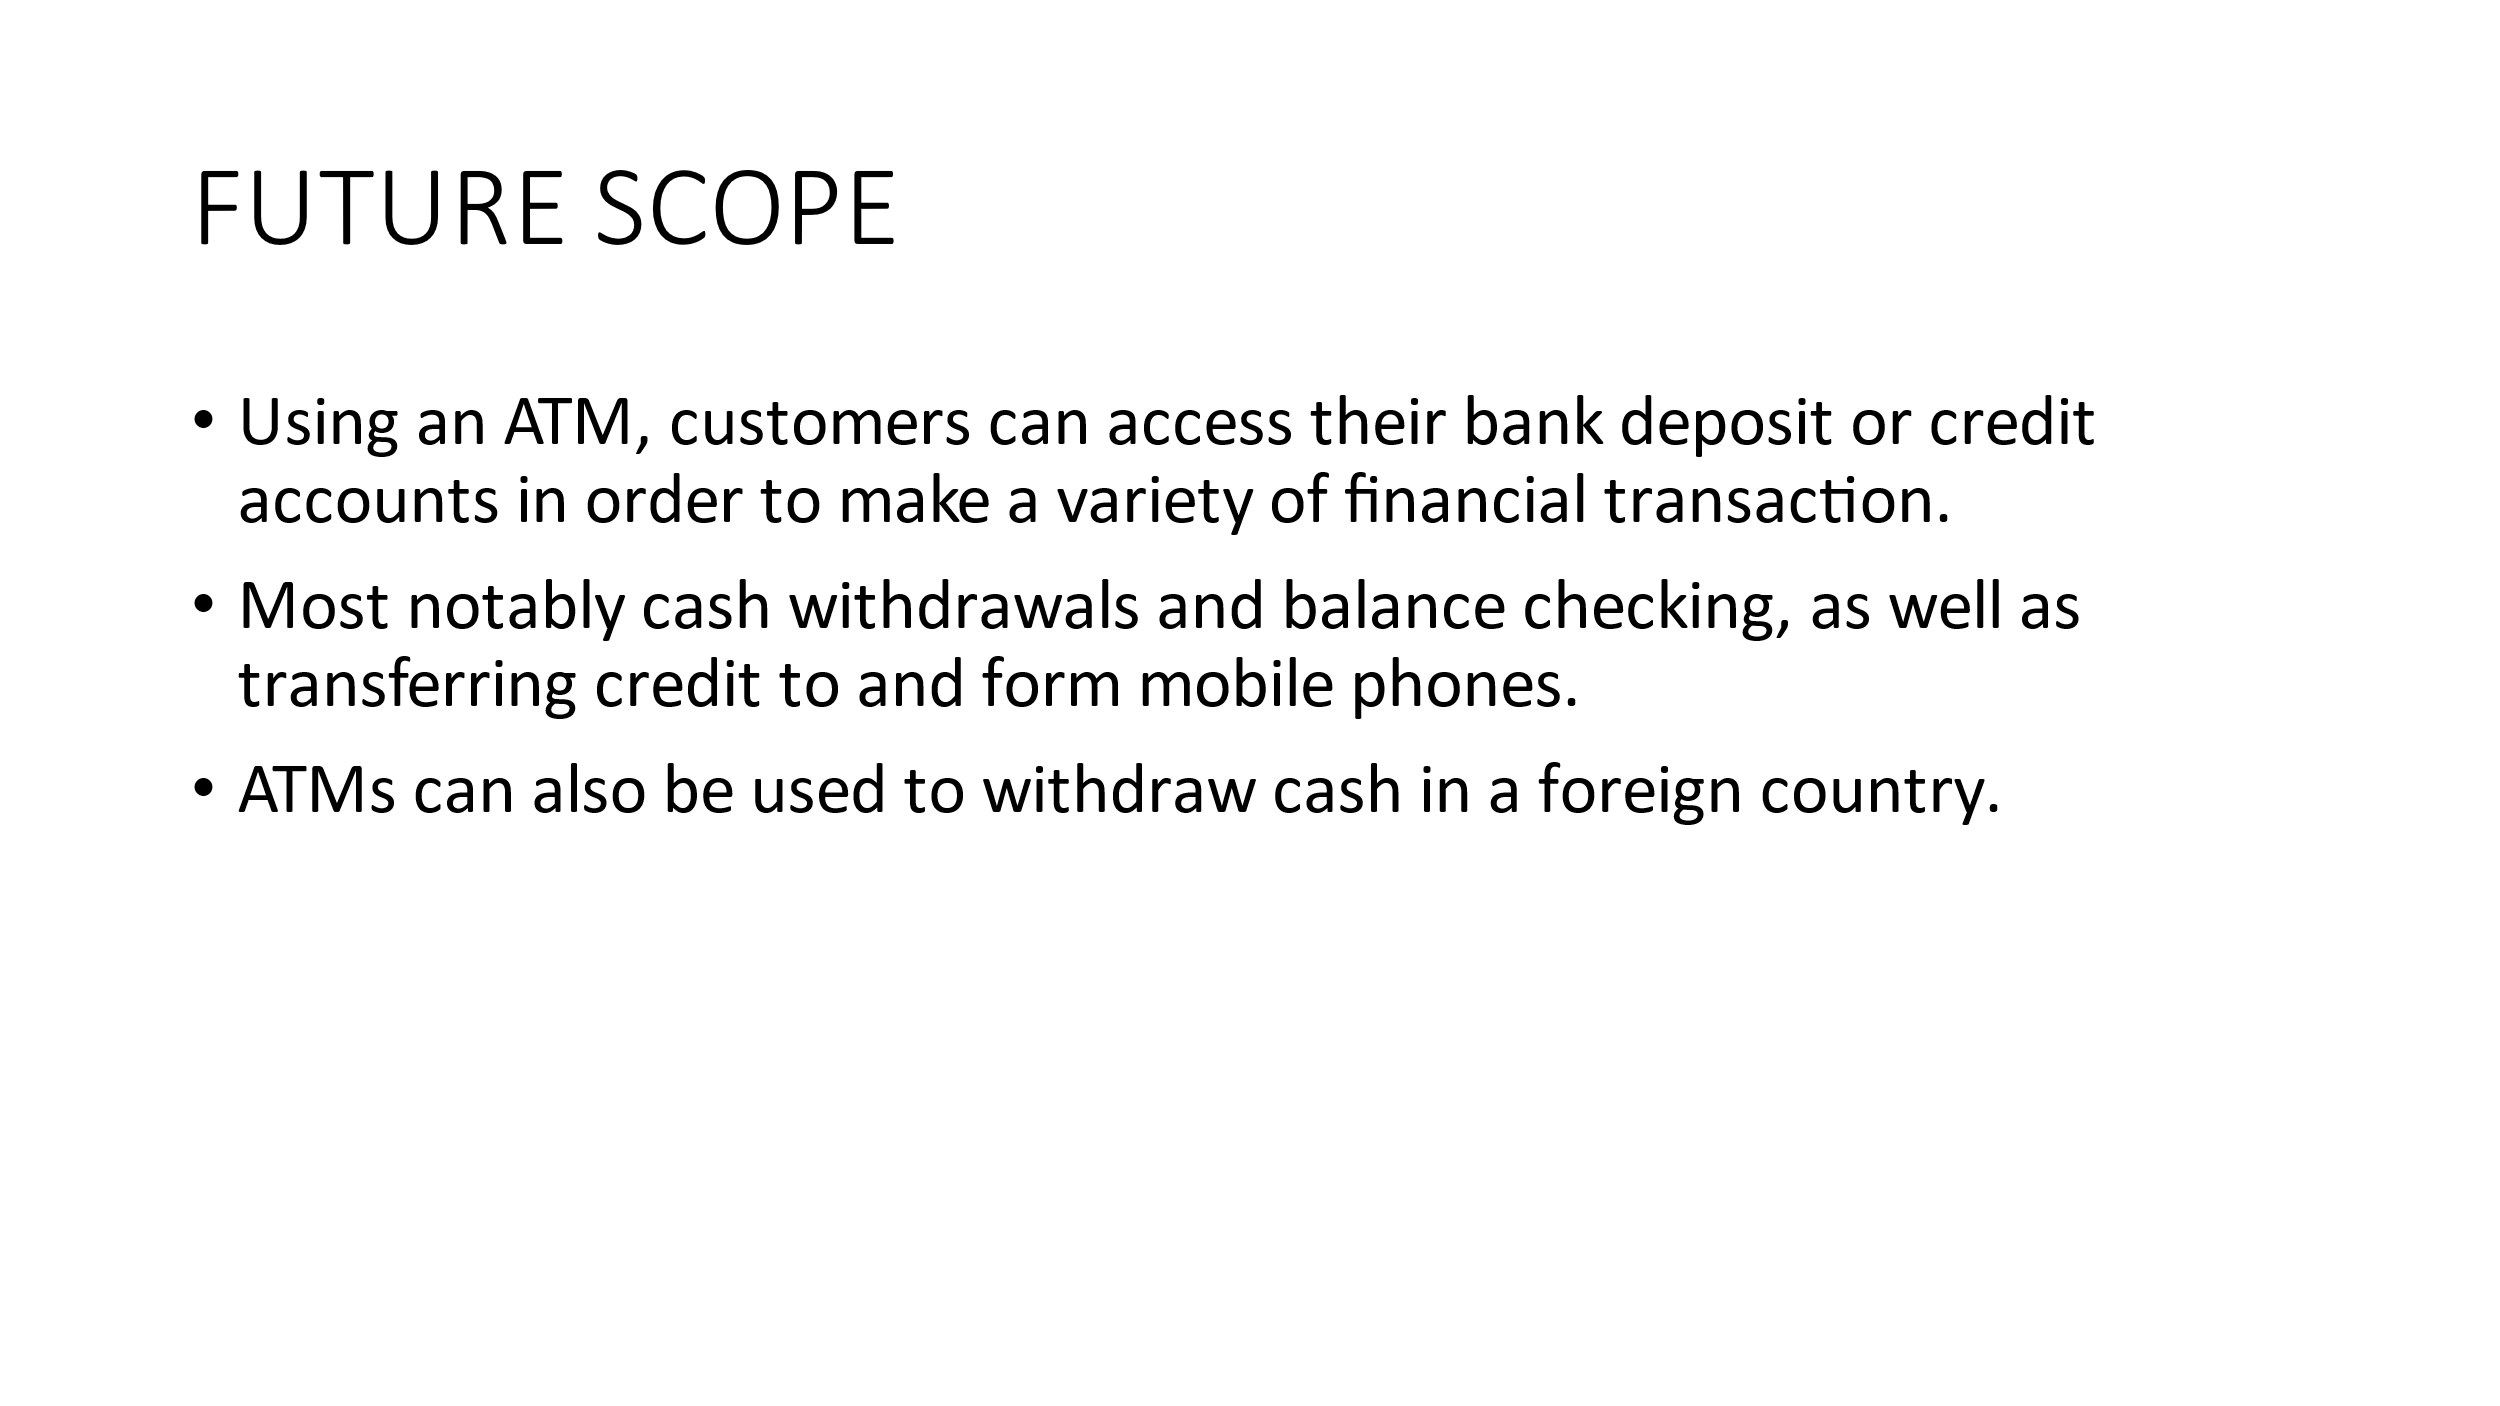 FUTURE SCOPE
• Using an ATM, customers can access their bank deposit or credit
accounts in order to make a variety of financial transaction.
• Most notably cash withdrawals and balance checking, as well as
transferring credit to and form mobile phones.
• ATMs can also be used to withdraw cash in a foreign country.